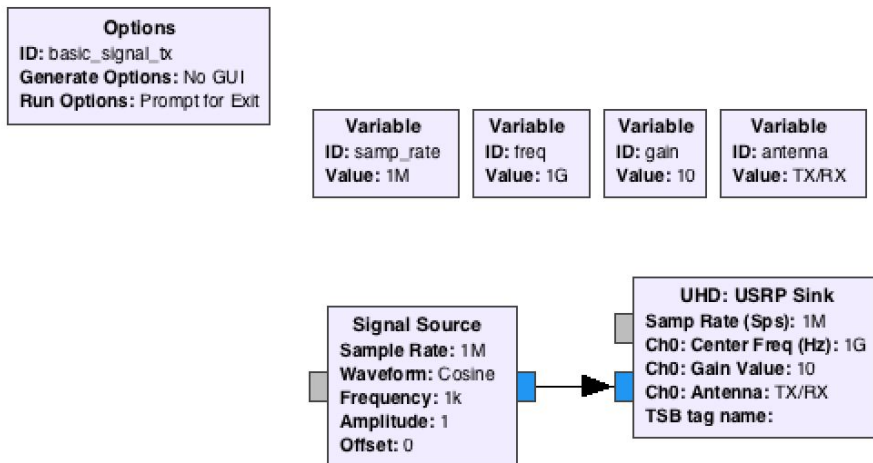 Options
ID: basic_signal_tx
Generate Options: No GUI
Run Options: Prompt for Exit
Variable
ID: samp_rate
Value: 1M
Variable
ID: freq
Value: 1G
Variable
ID: gain
Value: 10
Variable
ID: antenna
Value: TX/RX
Signal Source
Sample Rate: 1M
Waveform: Cosine
Frequency: 1k
Amplitude: 1
Offset: 0
UHD: USRP Sink
Samp Rate (Sps): 1M
Ch0: Center Freq (Hz): 1G
Ch0: Gain Value: 10
Ch0: Antenna: TX/RX
TSB tag name: